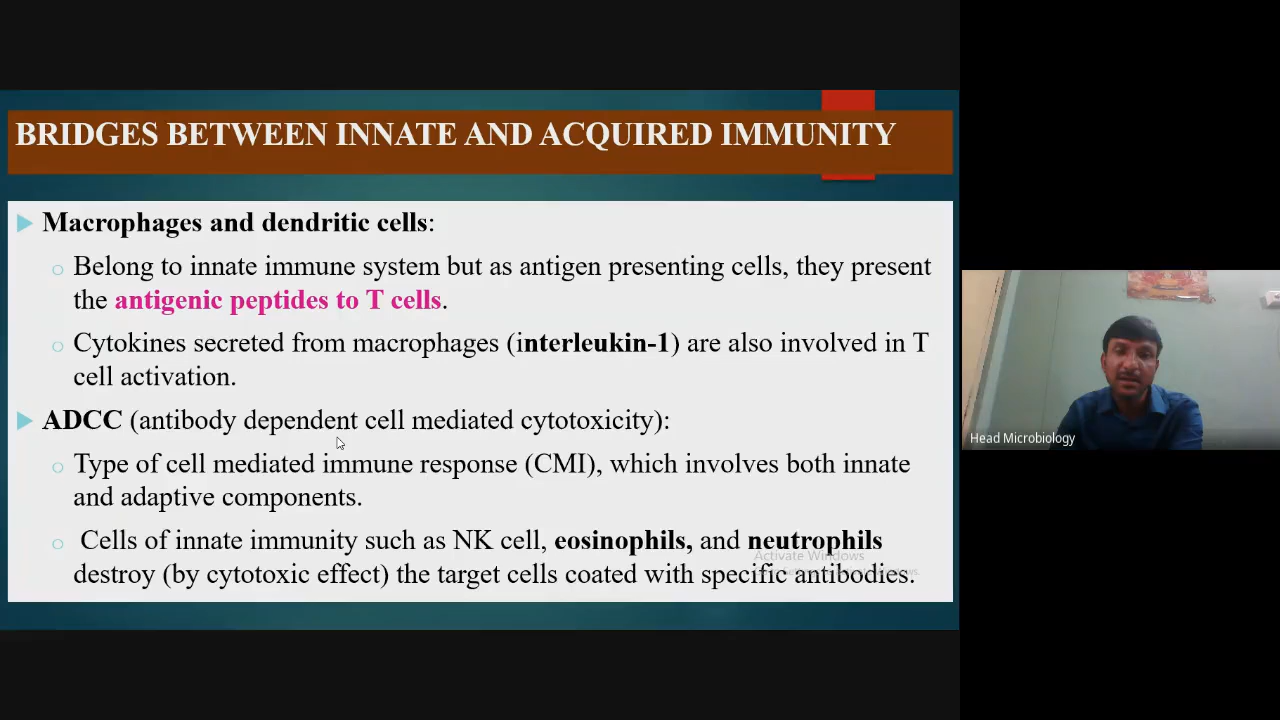 BRIDGES BETWEEN INNATE AND ACQUIRED IMMUNITY
Macrophages and dendritic cells:
Belong to innate immune system but as antigen presenting cells, they present
the antigenic peptides to T cells.
Cytokines secreted from macrophages (interleukin-1) are also involved in T
cell activation.
ADCC (antibody dependent cell mediated cytotoxicity):
Type of cell mediated immune response (CMI), which involves both innate
and adaptive components.
Cells of innate immunity such as NK cell, eosinophils, and neutrophils
destroy (by cytotoxic effect) the target cells coated with specific antibodies.
Activate Windows
Head Microbiology